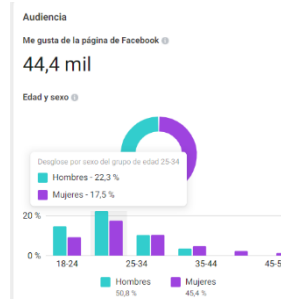 Audiencia
Me gusta de la página de Facebook
44,4 mil
Edad y sexo
Desglose por sexo del grupo de edad 25-34
Hombres - 22,3 %
Mujeres - 17,5 %
20 %
0 %
18-24 25-34 35-44 45-5
Hombres Mujeres
50,8 % 45,4 %